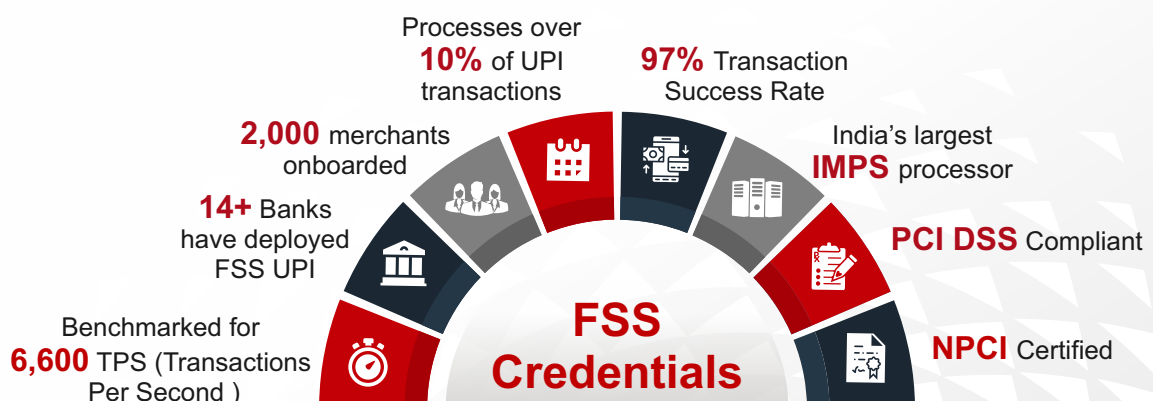 Processes over
10% of UPI
transactions
97% Transaction
Success Rate
2,000 merchants
onboarded
India's largest
IMPS processor
14+ Banks
have deployed
FSS UPI
PCI DSS Compliant
Benchmarked for
6,600 TPS (Transactions
Per Second )
NPCI Certified
FSS
Credentials